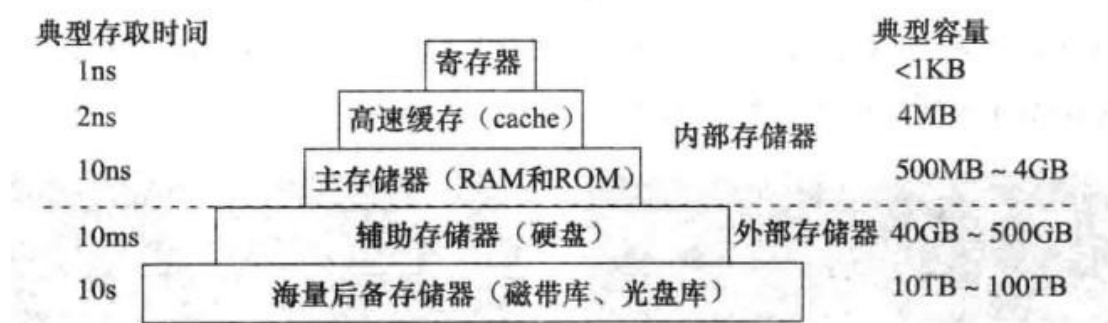 典型存取时间 典型容量
1ns 寄存器 <1KB
2ns 高速缓存（cache） 4MB
内部存储器
10ns 主存储器（RAM和ROM） 500MB ~ 4GB
10ms 辅助存储器（硬盘） 外部存储器 40GB ~ 500GB
10s 海量后备存储器（磁带库、光盘库） 10TB ~ 100TB